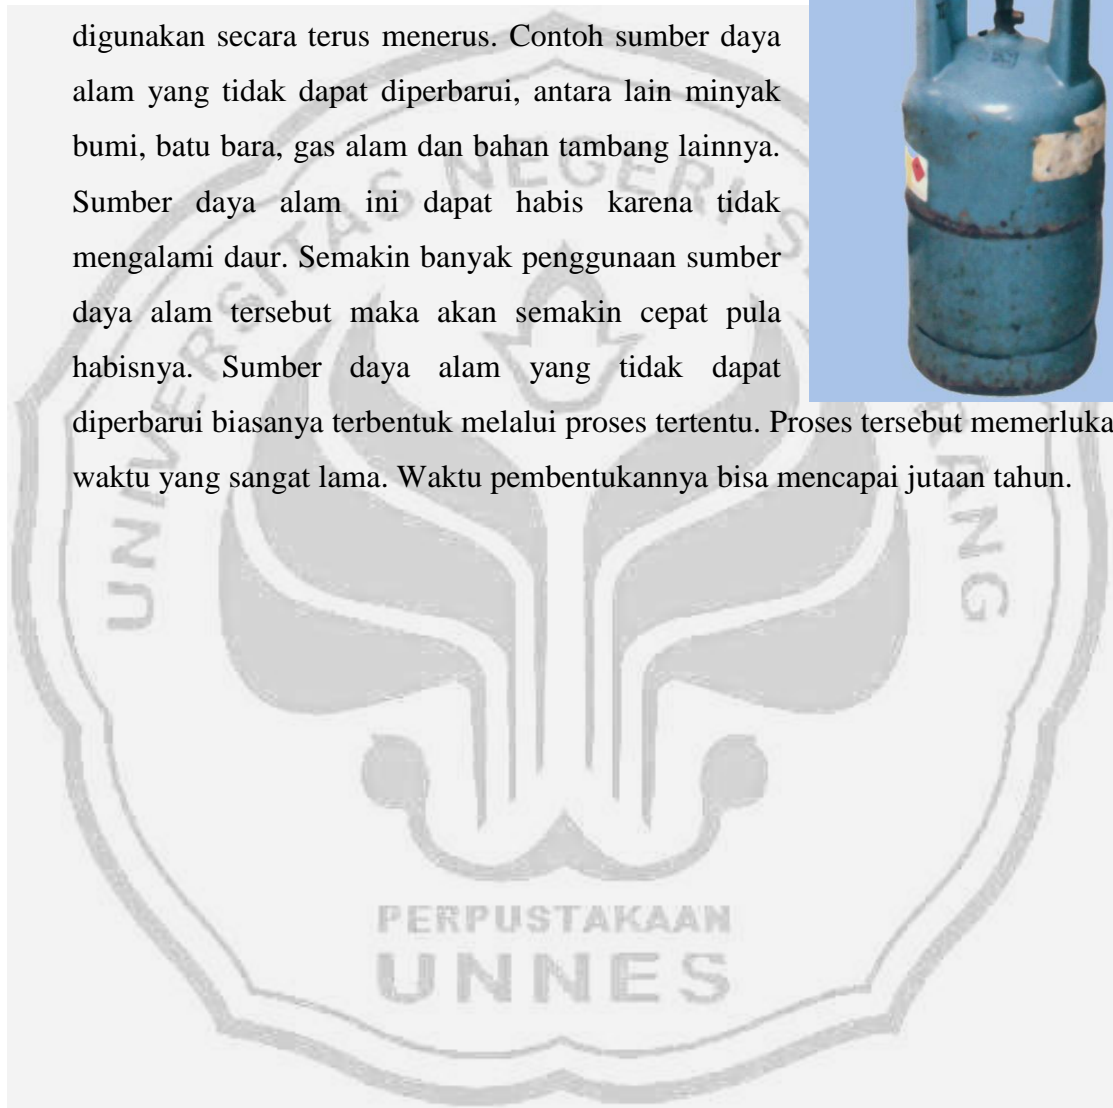 digunakan secara terus menerus. Contoh sumber daya
alam yang tidak dapat diperbarui, antara lain minyak
bumi, batu bara, gas alam dan bahan tambang lainnya.
Sumber daya alam ini dapat habis karena tidak
mengalami daur. Semakin banyak penggunaan sumber
daya alam tersebut maka akan semakin cepat pula
habisnya. Sumber daya alam yang tidak dapat
diperbarui biasanya terbentuk melalui proses tertentu. Proses tersebut memerluka
waktu yang sangat lama. Waktu pembentukannya bisa mencapai jutaan tahun.
UNIVERSITAS NEGERI S
ANG
PERPUSTAKAAN
UNNES